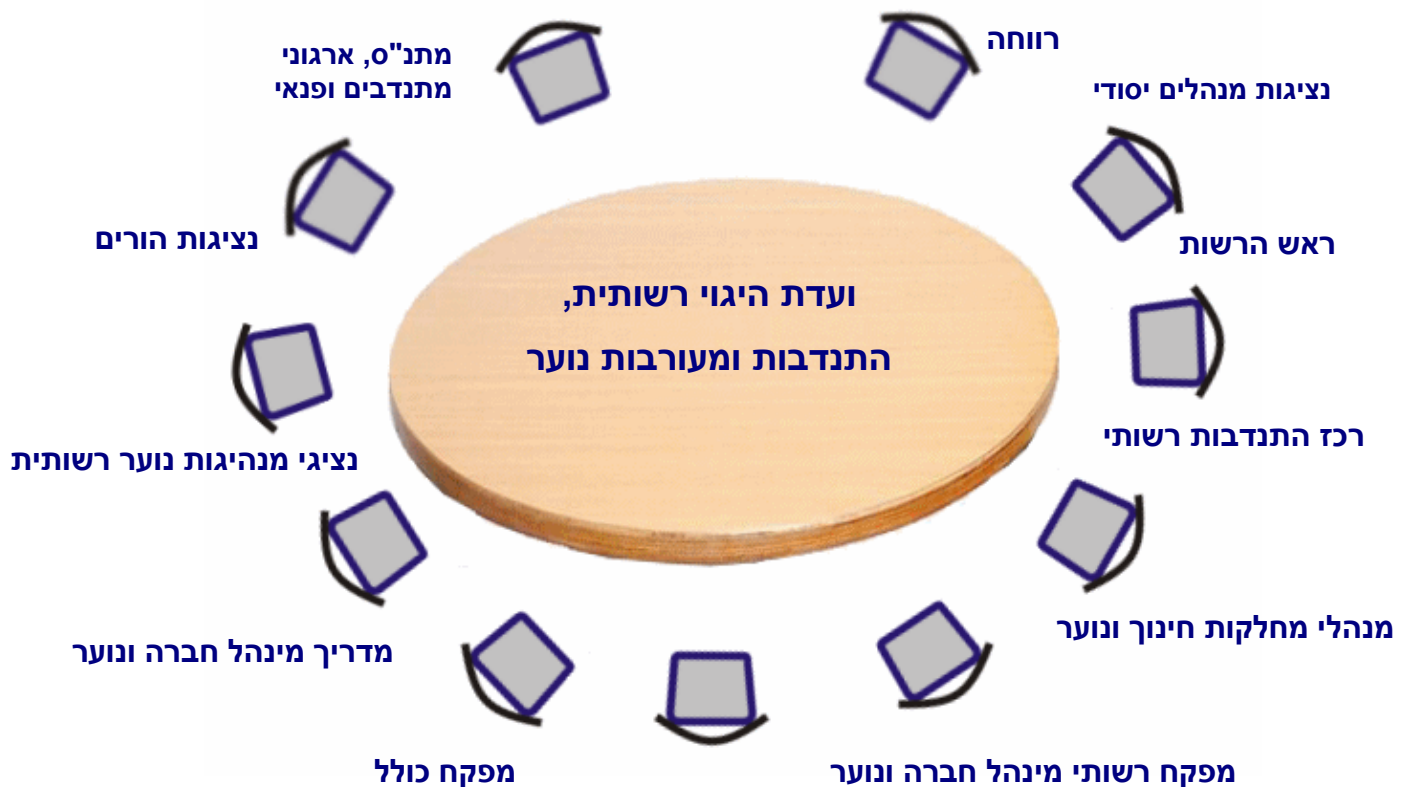 רווחה
מתנ"ס, ארגוני
מתנדבים ופנאי
נציגות מנהלים יסודי
נציגות הורים
ראש הרשות
ועדת היגוי רשותית,
התנדבות ומעורבות נוער
רכז התנדבות רשותי
נציגי מנהיגות נוער רשותית
מנהלי מחלקות חינוך ונוער
מדריך מינהל חברה ונוער
מפקח רשותי מינהל חברה ונוער
מפקח כולל